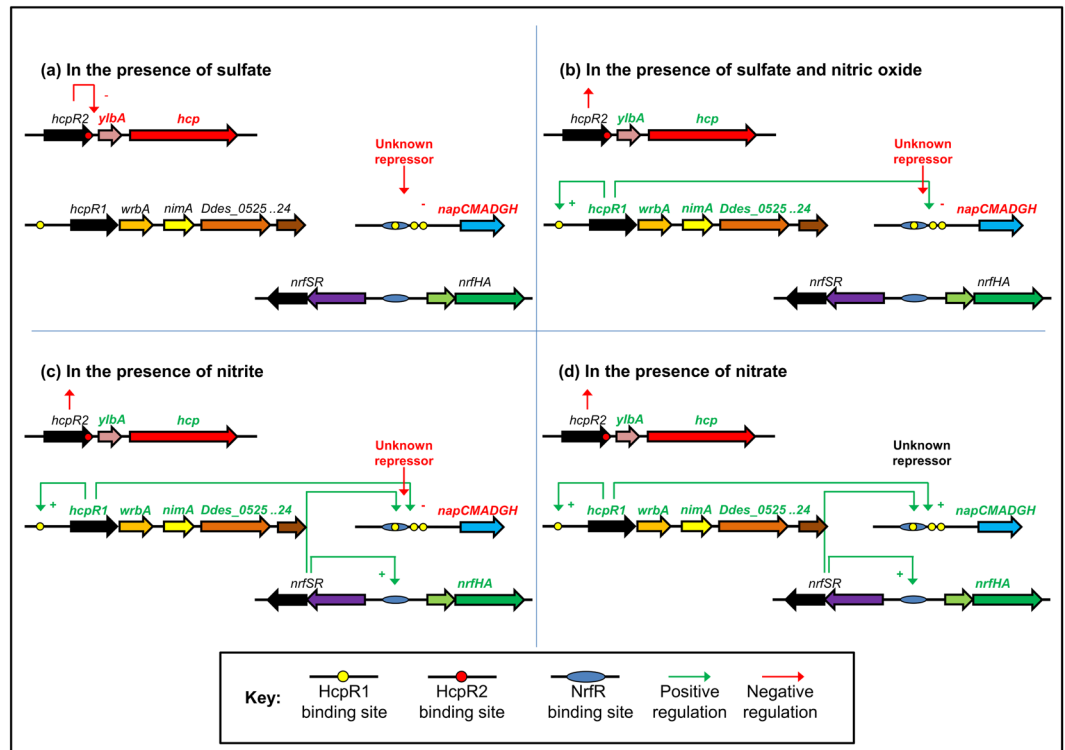 (a) In the presence of sulfate
-
hcpR2 ylbA hcp
Unknown
repressor
-
hcpR1 wrbA nimA Ddes_0525 ..24 napCMADGH
nrfSR nrfHA
(b) In the presence of sulfate and nitric oxide
hcpR2 ylbA hcp
Unknown
repressor
+ -
hcpR1 wrbA nimA Ddes_0525 ..24 napCMADGH
nrfSR nrfHA
(c) In the presence of nitrite
hcpR2 ylbA hcp
Unknown
repressor
+ -
hcpR1 wrbA nimA Ddes_0525 ..24 napCMADGH
+
nrfSR nrfHA
(d) In the presence of nitrate
hcpR2 ylbA hcp
Unknown
repressor
+ +
hcpR1 wrbA nimA Ddes_0525 ..24 napCMADGH
+
nrfSR nrfHA
Key:
HcpR1
binding site
HcpR2
binding site
NrfR
binding site
Positive
regulation
Negative
regulation